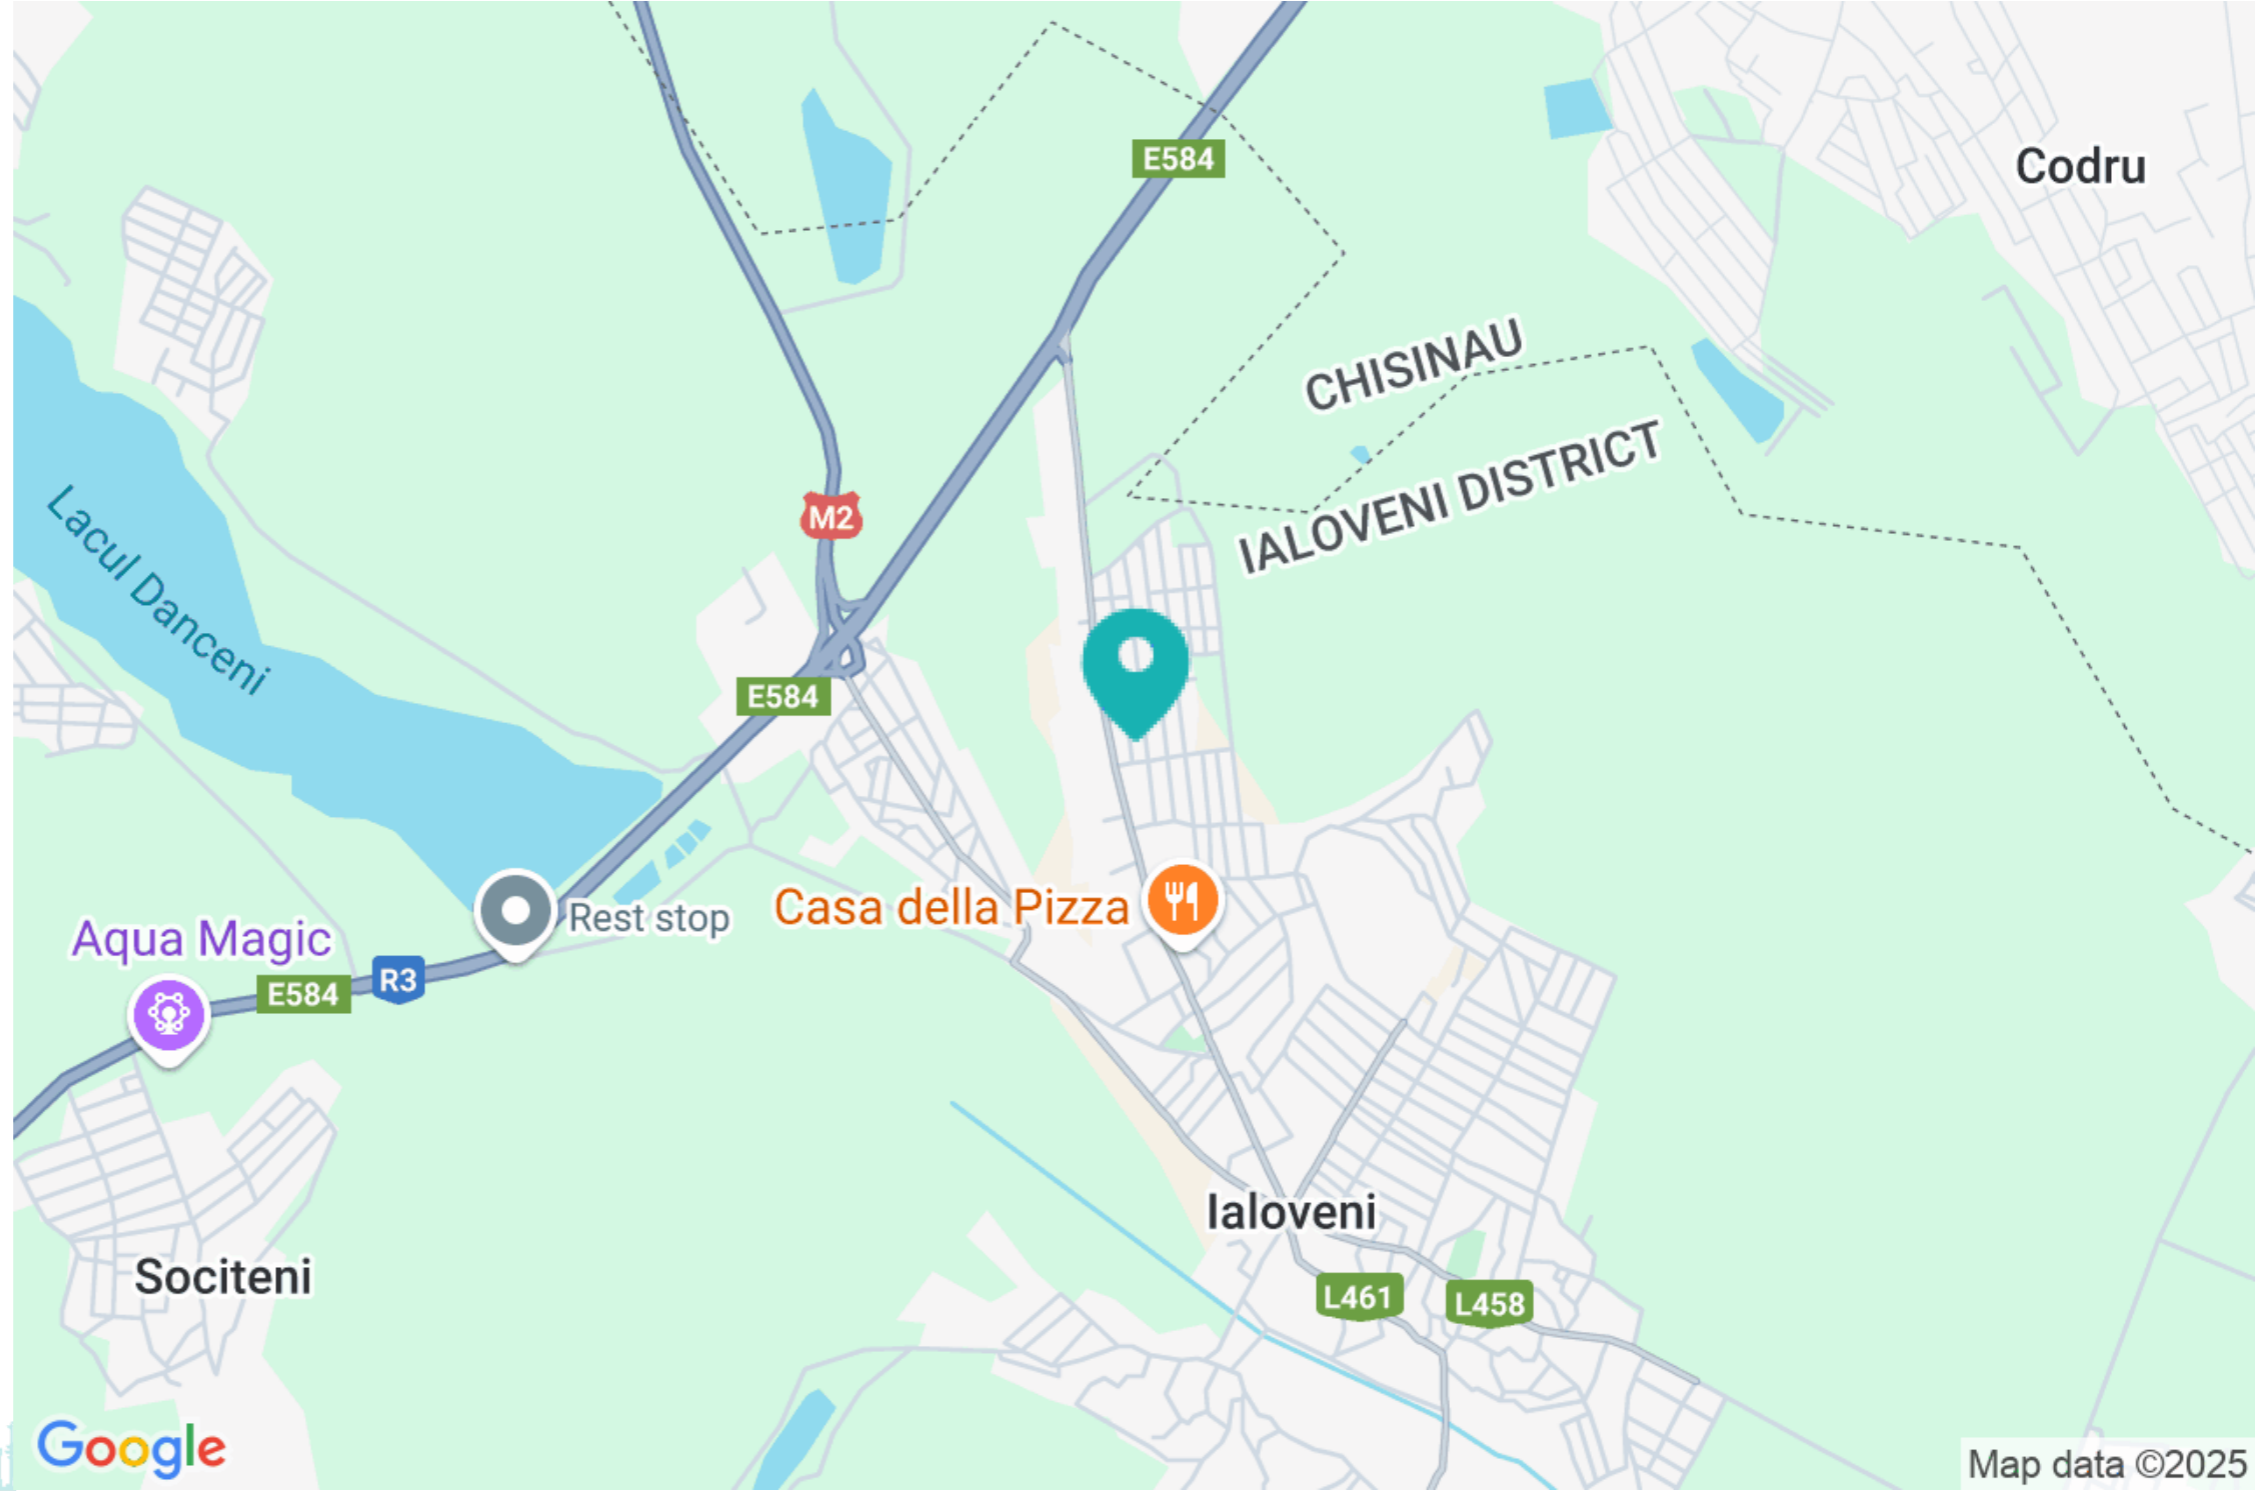 E584
Codru
CHISINAU
IALOVENI DISTRICT
M2
Lacul Danceni
E584
Casa della Pizza
Rest stop
Aqua Magic
R3
E584
Ialoveni
Sociteni
L461
L458
Google
Map data ©2025